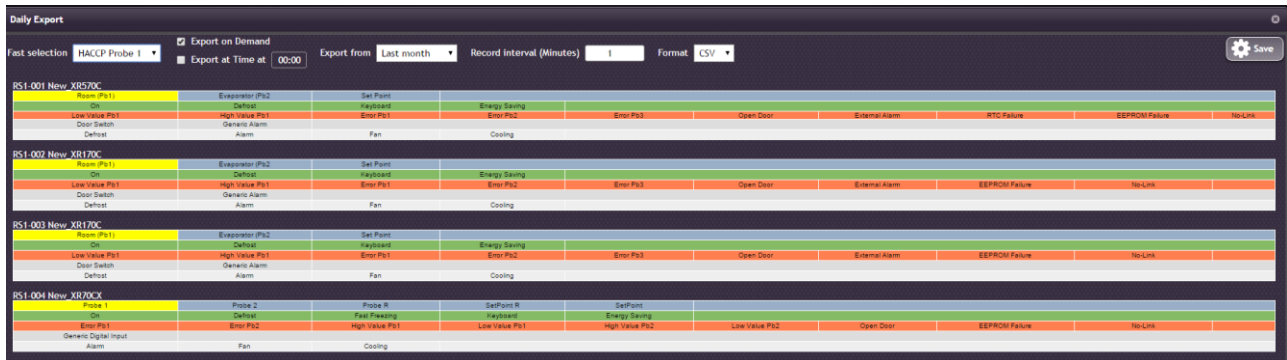 Daily Export
Fast selection HACCP Probe 1 Export on Demand Export at Time at 00:00 Export from Last month Record interval (Minutes) 1 Format CSV Save
RS1-001 New_XR570C
Room (Pb1) Evaporator (Pb2 Set Point
On Defrost Keyboard Energy Saving
Low Value Pb1 High Value Pb1 Error Pb1 Error Pb2 Error Pb3 Open Door External Alarm RTC Failure EEPROM Failure No-Link
Door Switch Generic Alarm
Defrost Alarm Fan Cooling
RS1-002 New_XR170C
Room (Pb1) Evaporator (Pb2 Set Point
On Defrost Keyboard Energy Saving
Low Value Pb1 High Value Pb1 Error Pb1 Error Pb2 Error Pb3 Open Door External Alarm EEPROM Failure No-Link
Door Switch Generic Alarm
Defrost Alarm Fan Cooling
RS1-003 New_XR170C
Room (Pb1) Evaporator (Pb2 Set Point
On Defrost Keyboard Energy Saving
Low Value Pb1 High Value Pb1 Error Pb1 Error Pb2 Error Pb3 Open Door External Alarm EEPROM Failure No-Link
Door Switch Generic Alarm
Defrost Alarm Fan Cooling
RS1-004 New_XR70CX
Probe 1 Probe 2 Probe R SetPoint R SetPoint
On Defrost Fast Freezing Keyboard Energy Saving
Error Pb1 Error Pb2 High Value Pb1 Low Value Pb1 High Value Pb2 Low Value Pb2 Open Door EEPROM Failure No-Link
Generic Digital Input
Alarm Fan Cooling